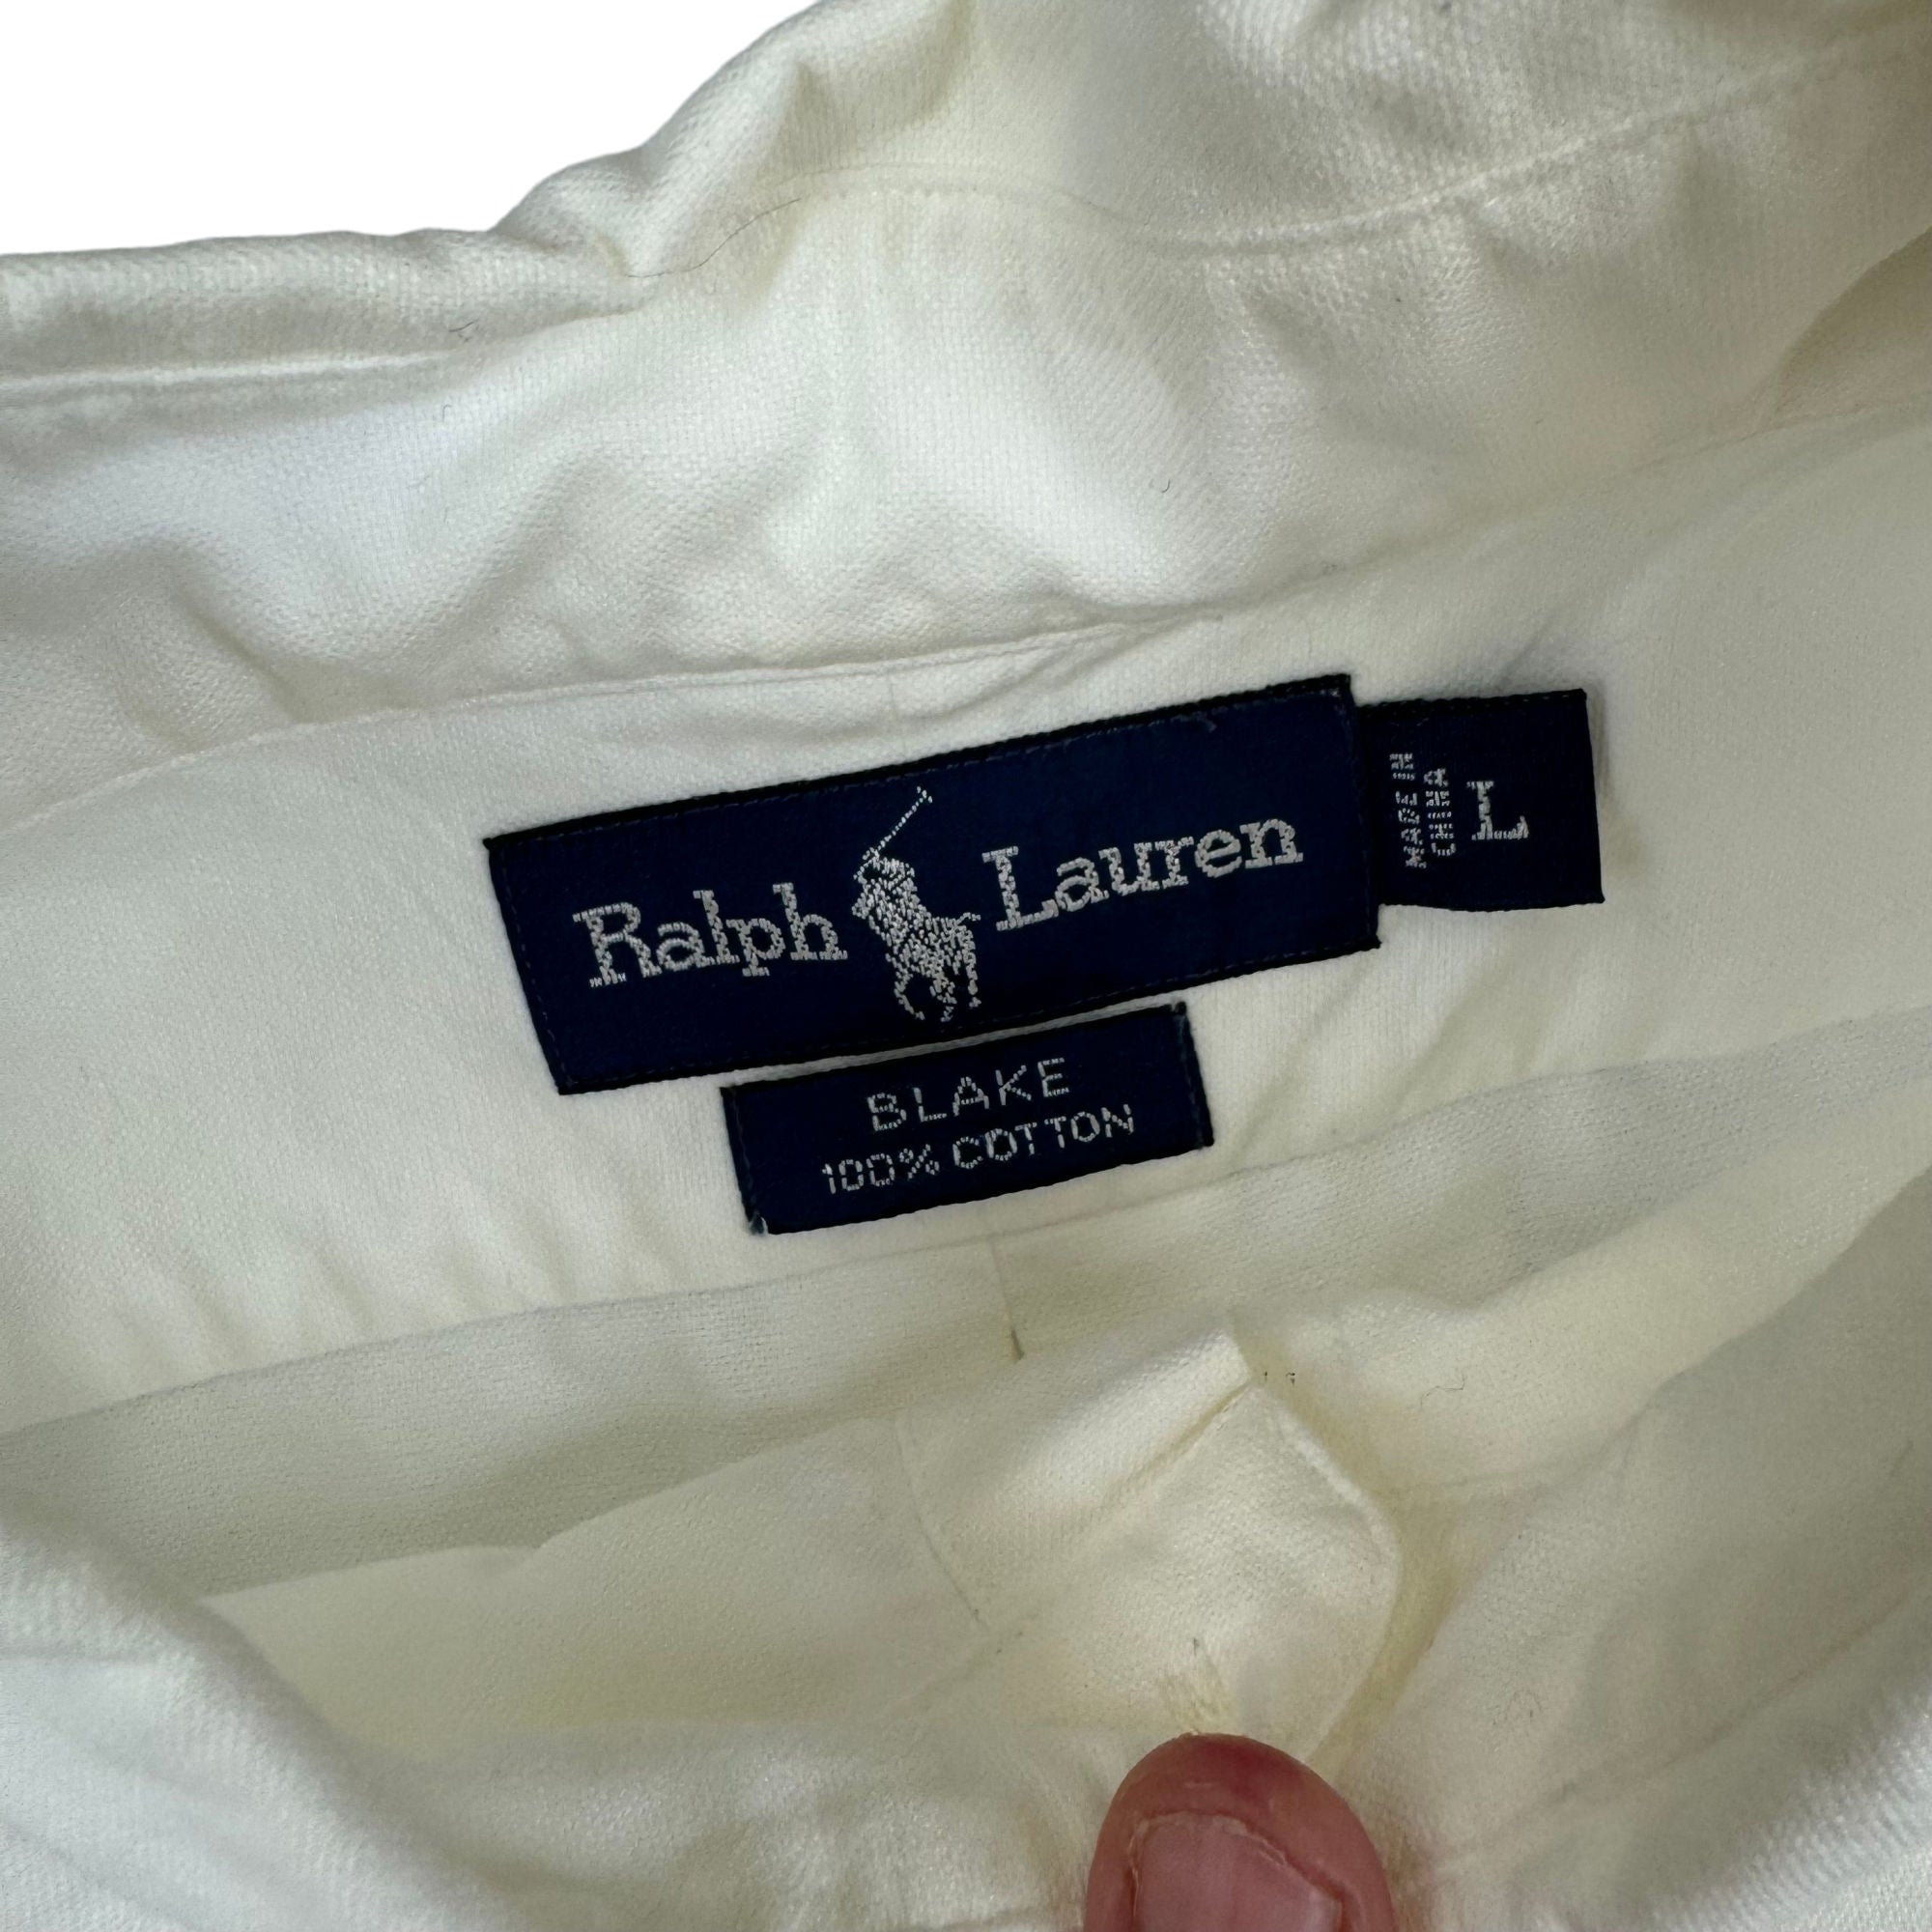 Ralph Lauren
MADE IN
CHINA
L
BLAKE
100% COTTON